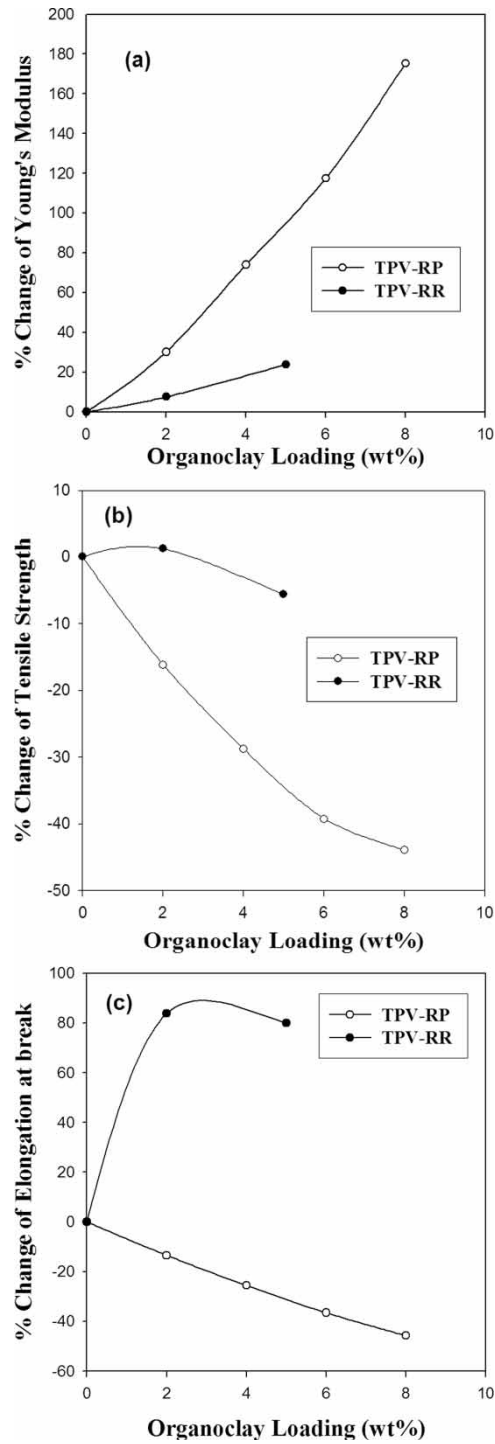 200
180
160
140
120
100
80
60
40
20
0
% Change of Young's Modulus
(a)
TPV-RP
TPV-RR
0 2 4 6 8 10
Organoclay Loading (wt%)
10
0
-10
-20
-30
-40
-50
% Change of Tensile Strength
(b)
TPV-RP
TPV-RR
0 2 4 6 8 10
Organoclay Loading (wt%)
100
80
60
40
20
0
-20
-40
-60
% Change of Elongation at break
(c)
TPV-RP
TPV-RR
0 2 4 6 8 10
Organoclay Loading (wt%)